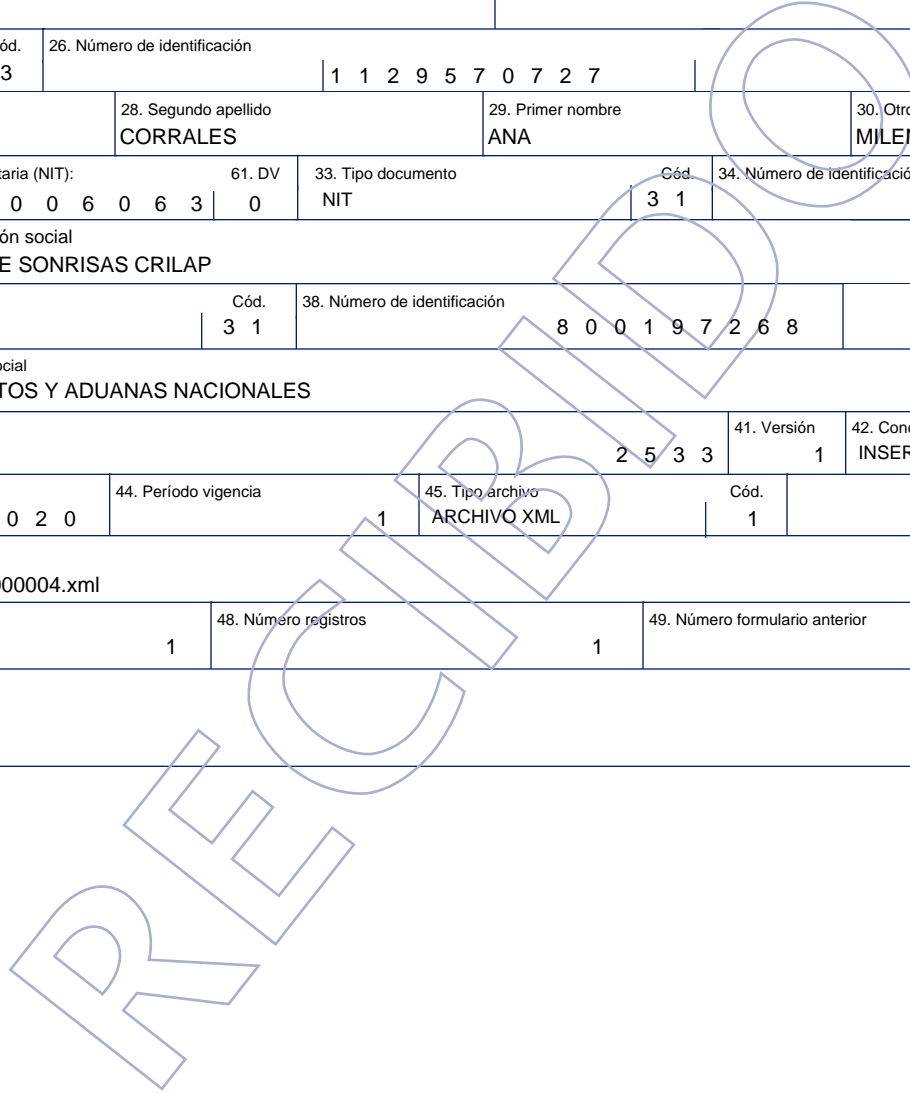 ód. 26. Número de identificación
3 1 1 2 9 5 7 0 7 2 7
28. Segundo apellido 29. Primer nombre 30. Otro
CORRALES ANA MILEN
taria (NIT): 61. DV 33. Tipo documento Cód. 34. Número de identificació
0 0 6 0 6 3 0 NIT 3 1
ón social
E SONRISAS CRILAP
Cód. 38. Número de identificación
3 1 8 0 0 1 9 7 2 6 8
ocial
TOS Y ADUANAS NACIONALES
41. Versión 42. Conc
2 5 3 3 1 INSER
44. Período vigencia 45. Tipo archivo Cód.
0 2 0 1 ARCHIVO XML 1
000004.xml
48. Número registros 49. Número formulario anterior
1 1
RECIBIDO